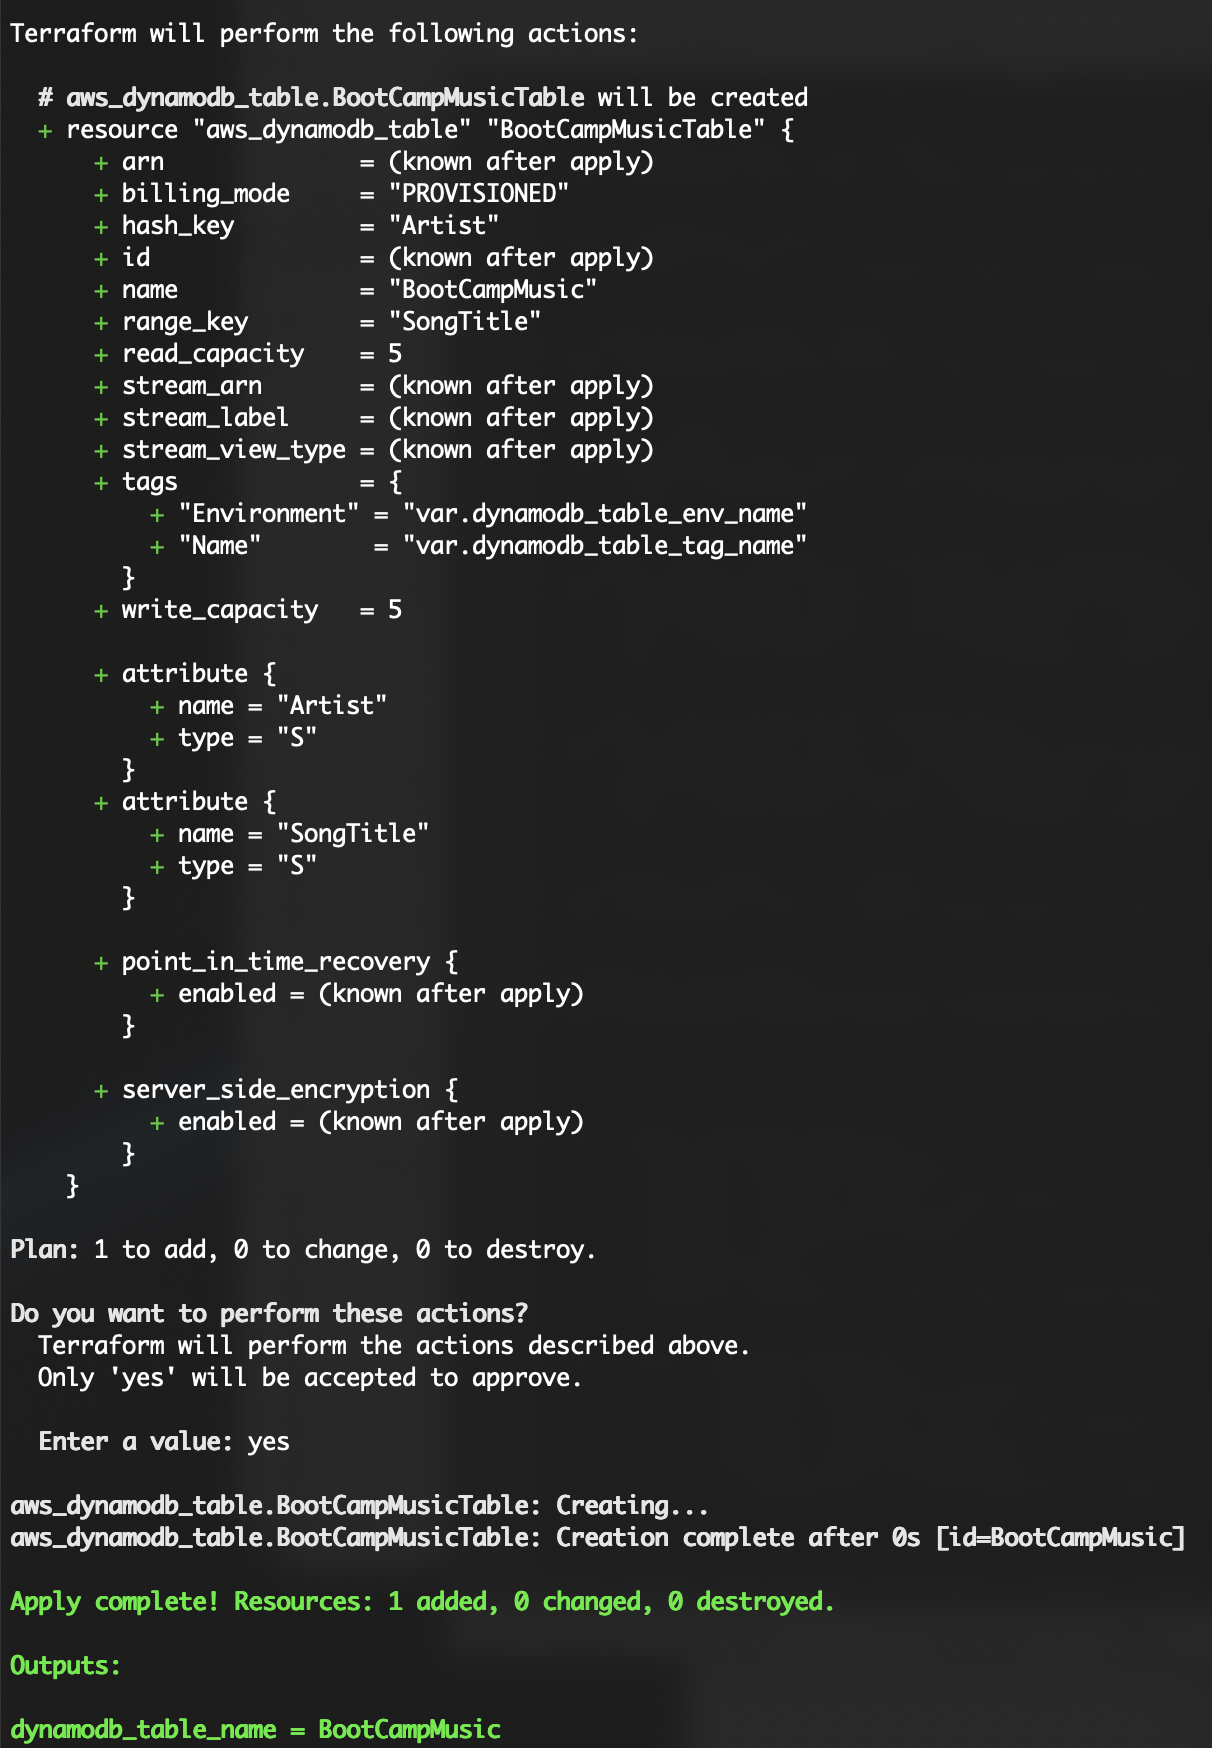 Terraform will perform the following actions:
# aws_dynamodb_table.BootCampMusicTable will be created
+ resource "aws_dynamodb_table" "BootCampMusicTable" {
+ arn = (known after apply)
+ billing_mode = "PROVISIONED"
+ hash_key = "Artist"
+ id = (known after apply)
+ name = "BootCampMusic"
+ range_key = "SongTitle"
+ read_capacity = 5
+ stream_arn = (known after apply)
+ stream_label = (known after apply)
+ stream_view_type = (known after apply)
+ tags = {
+ "Environment" = "var.dynamodb_table_env_name"
+ "Name" = "var.dynamodb_table_tag_name"
}
+ write_capacity = 5
+ attribute {
+ name = "Artist"
+ type = "S"
}
+ attribute {
+ name = "SongTitle"
+ type = "S"
}
+ point_in_time_recovery {
+ enabled = (known after apply)
}
+ server_side_encryption {
+ enabled = (known after apply)
}
}
Plan: 1 to add, 0 to change, 0 to destroy.
Do you want to perform these actions?
Terraform will perform the actions described above.
Only 'yes' will be accepted to approve.
Enter a value: yes
aws_dynamodb_table.BootCampMusicTable: Creating...
aws_dynamodb_table.BootCampMusicTable: Creation complete after 0s [id=BootCampMusic]
Apply complete! Resources: 1 added, 0 changed, 0 destroyed.
Outputs:
dynamodb_table_name = BootCampMusic